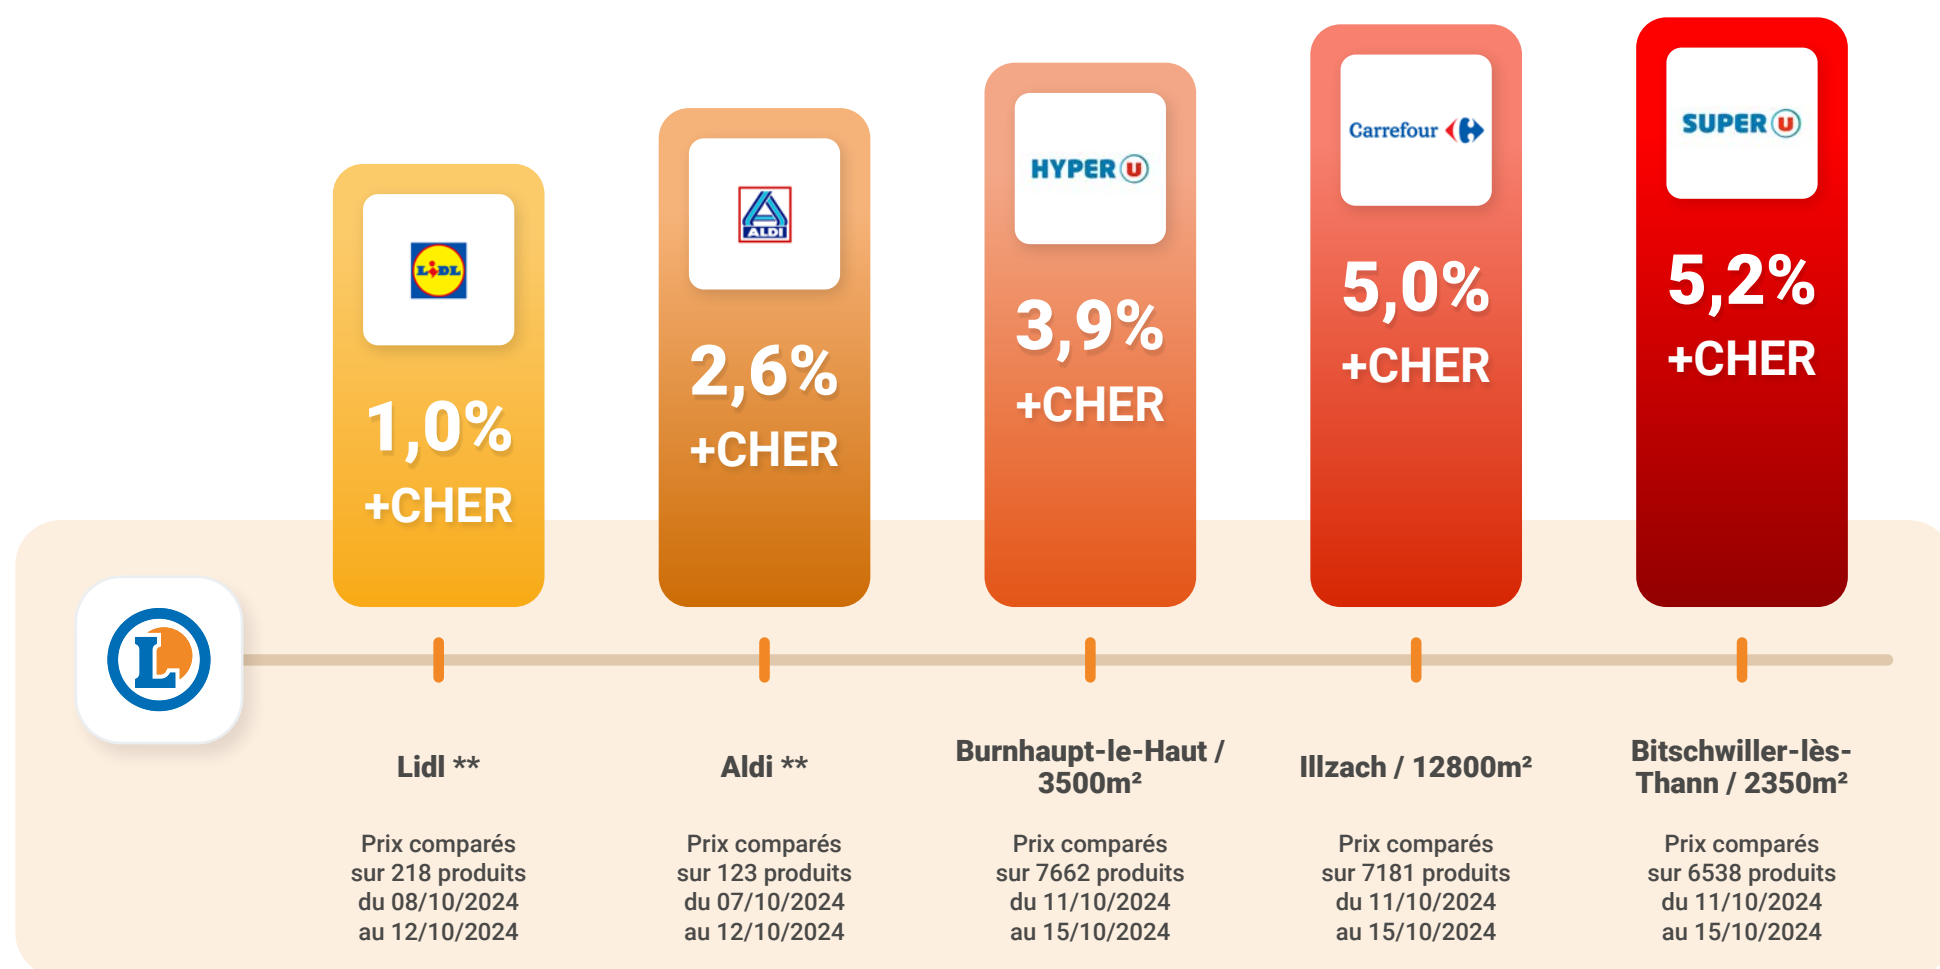 LiDL
1,0%
+CHER
ALDI
2,6%
+CHER
HYPER U
3,9%
+CHER
Carrefour
5,0%
+CHER
SUPER U
5,2%
+CHER
L
Lidl **
Prix comparés
sur 218 produits
du 08/10/2024
au 12/10/2024
Aldi **
Prix comparés
sur 123 produits
du 07/10/2024
au 12/10/2024
Burnhaupt-le-Haut /
3500m²
Prix comparés
sur 7662 produits
du 11/10/2024
au 15/10/2024
Illzach / 12800m²
Prix comparés
sur 7181 produits
du 11/10/2024
au 15/10/2024
Bitschwiller-lès-
Thann / 2350m²
Prix comparés
sur 6538 produits
du 11/10/2024
au 15/10/2024